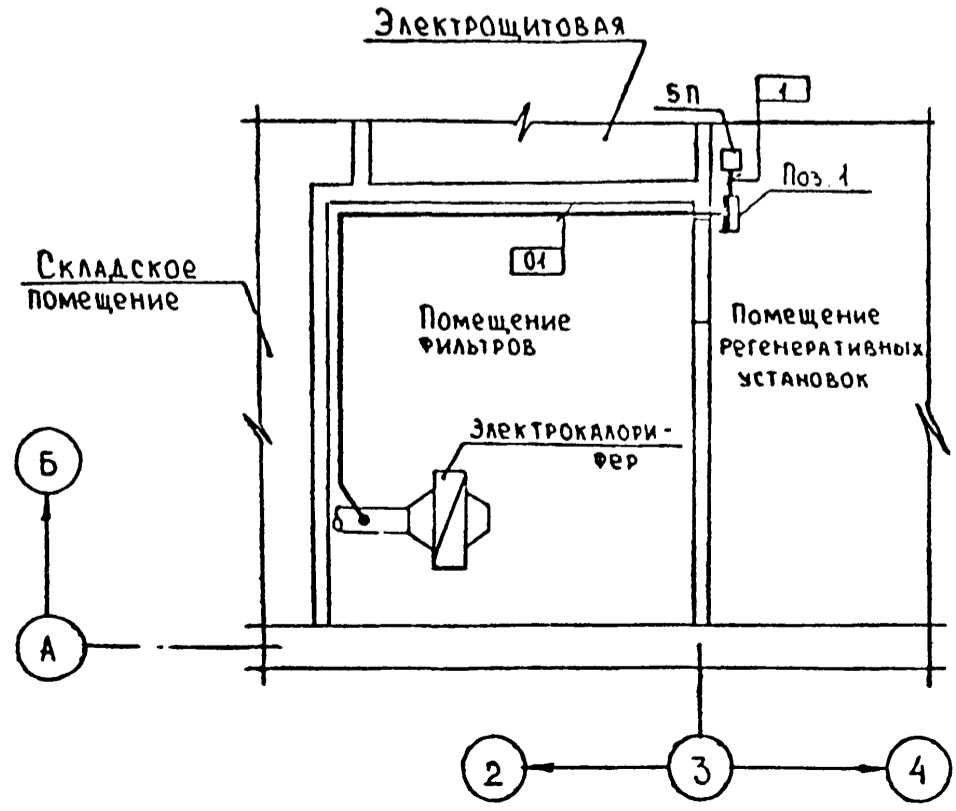 Электрощитовая
5П
1
Поз. 1
01
Складское
помещение
Помещение
фильтров
Помещение
регенеративных
установок
Электрокалори-
фер
Б
А
2
3
4